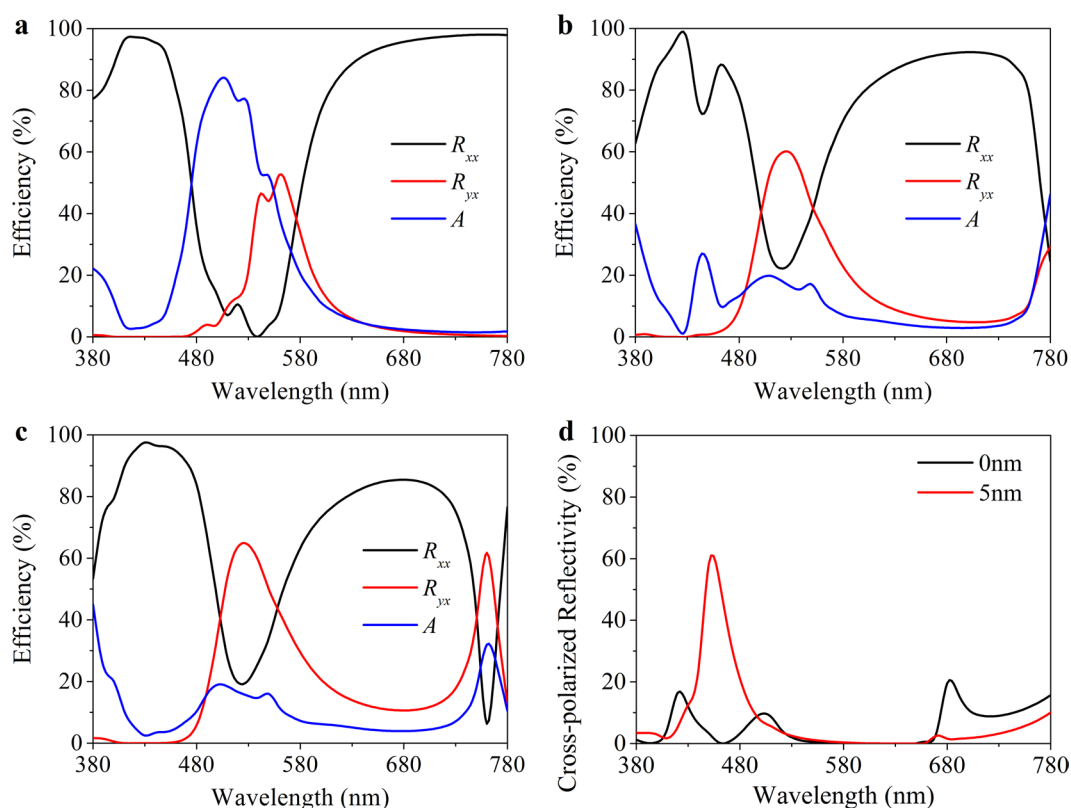 a
100
80
60
40
20
0
Efficiency (%)
R_xx
R_yx
A
380 480 580 680 780
Wavelength (nm)
b
100
80
60
40
20
0
Efficiency (%)
R_xx
R_yx
A
380 480 580 680 780
Wavelength (nm)
c
100
80
60
40
20
0
Efficiency (%)
R_xx
R_yx
A
380 480 580 680 780
Wavelength (nm)
d
100
80
60
40
20
0
Cross-polarized Reflectivity (%)
0nm
5nm
380 480 580 680 780
Wavelength (nm)